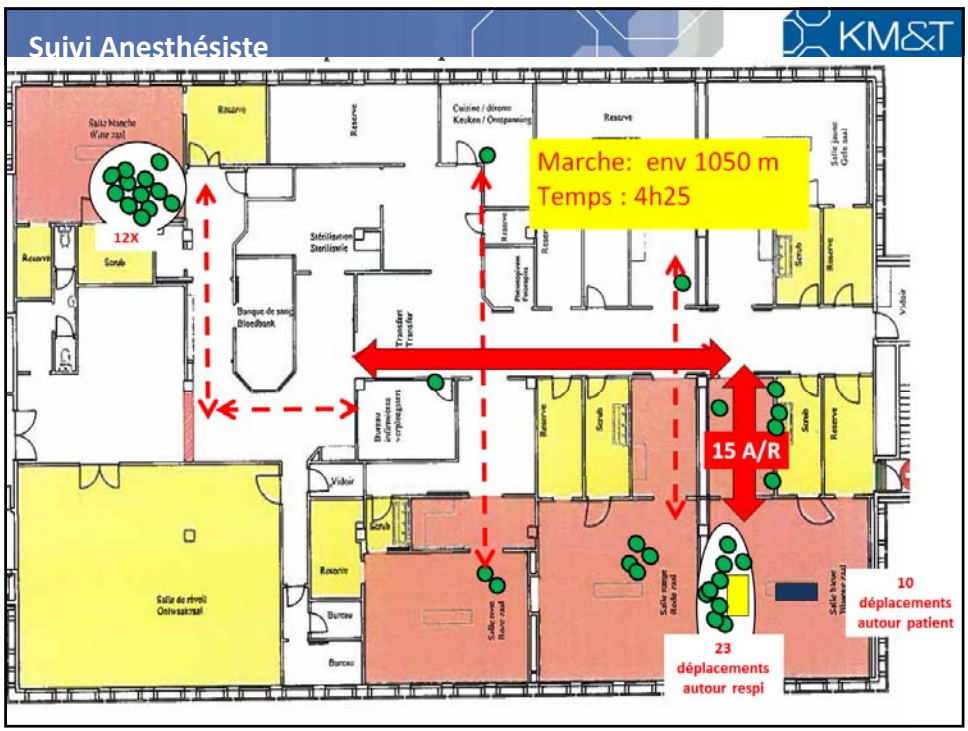 Suivi Anesthésiste
KM&T
Salle blanche
Witte zaal
Reserve
Reserve
Cuisine / détente
Keuken / Ontspanning
Reserve
Salle jaune
Gele zaal
Marche: env 1050 m
Temps : 4h25
12X
Reserve
Scrub
Stérilisation
Sterilisatie
Reserve
Reserve
Scrub
Reserve
Banque de sang
Bloedbank
Transfert
Transfer
Vidoir
Bureau
infirmières
verpleegsters
Reserve
Scrub
15 A/R
Scrub
Reserve
Vidoir
Scrub
Reserve
Salle de réveil
Ontwaakzaal
Bureau
Bureau
Salle rose
Roze zaal
Salle rouge
Rode zaal
Salle bleue
Blauwe zaal
10
déplacements
autour patient
23
déplacements
autour respi